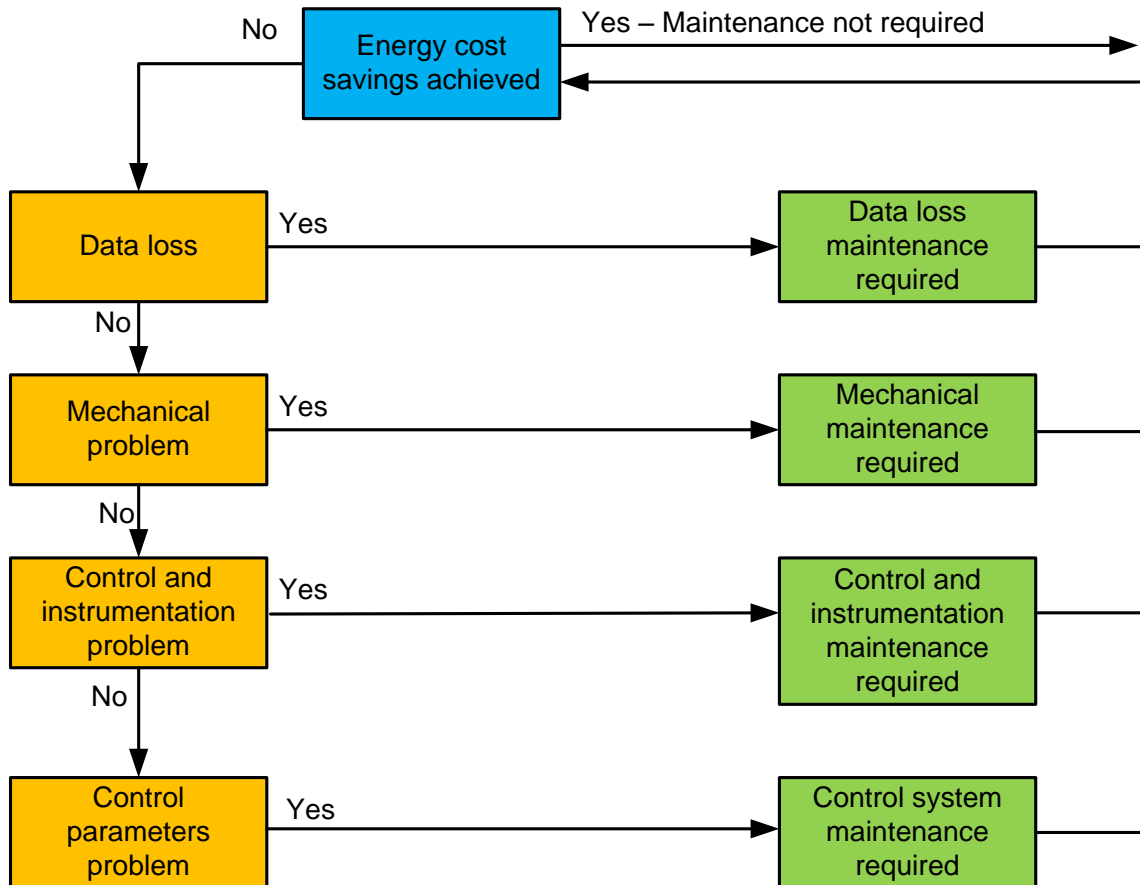 No
Energy cost
savings achieved
Yes – Maintenance not required
Data loss
Yes
Data loss
maintenance
required
No
Mechanical
problem
Yes
Mechanical
maintenance
required
No
Control and
instrumentation
problem
Yes
Control and
instrumentation
maintenance
required
No
Control
parameters
problem
Yes
Control system
maintenance
required